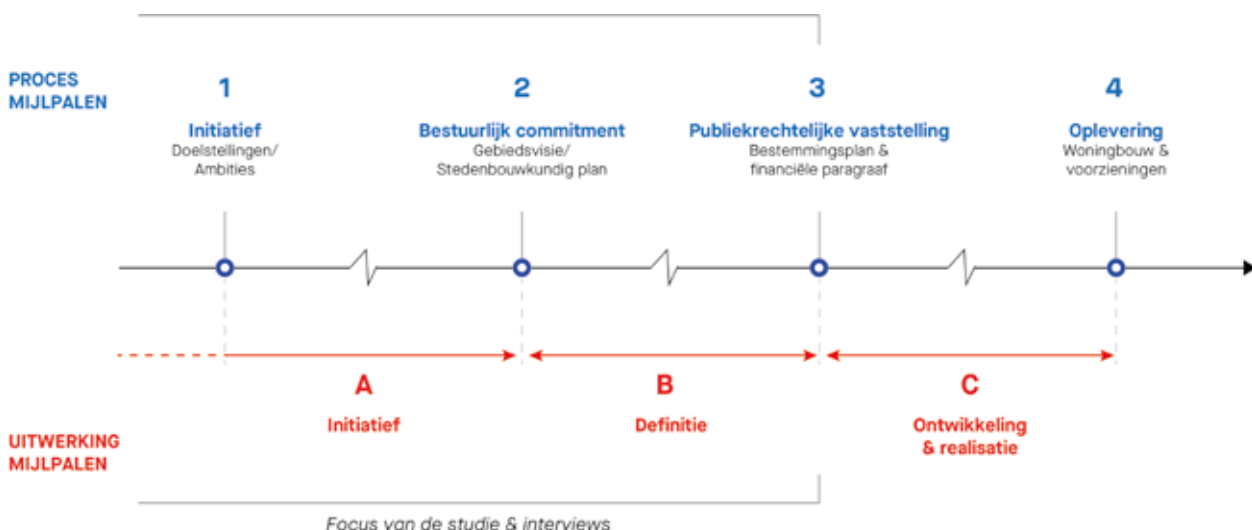 PROCES
MIJLPALEN
1
Initiatief
Doelstellingen/
Ambities
2
Bestuurlijk commitment
Gebiedsvisie/
Stedenbouwkundig plan
3
Publiekrechtelijke vaststelling
Bestemmingsplan &
financiële paragraaf
4
Oplevering
Woningbouw &
voorzieningen
A
Initiatief
B
Definitie
C
Ontwikkeling
& realisatie
UITWERKING
MIJLPALEN
Focus van de studie & interviews